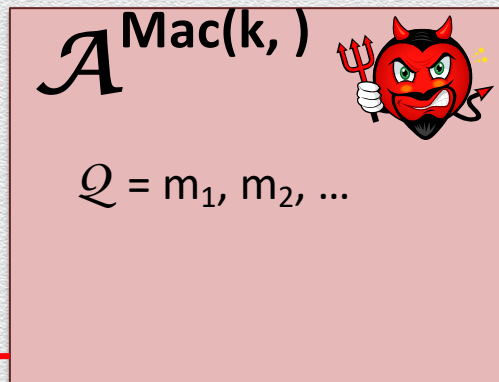 𝒜 Mac(k, )
𝒬 = m₁, m₂, ...